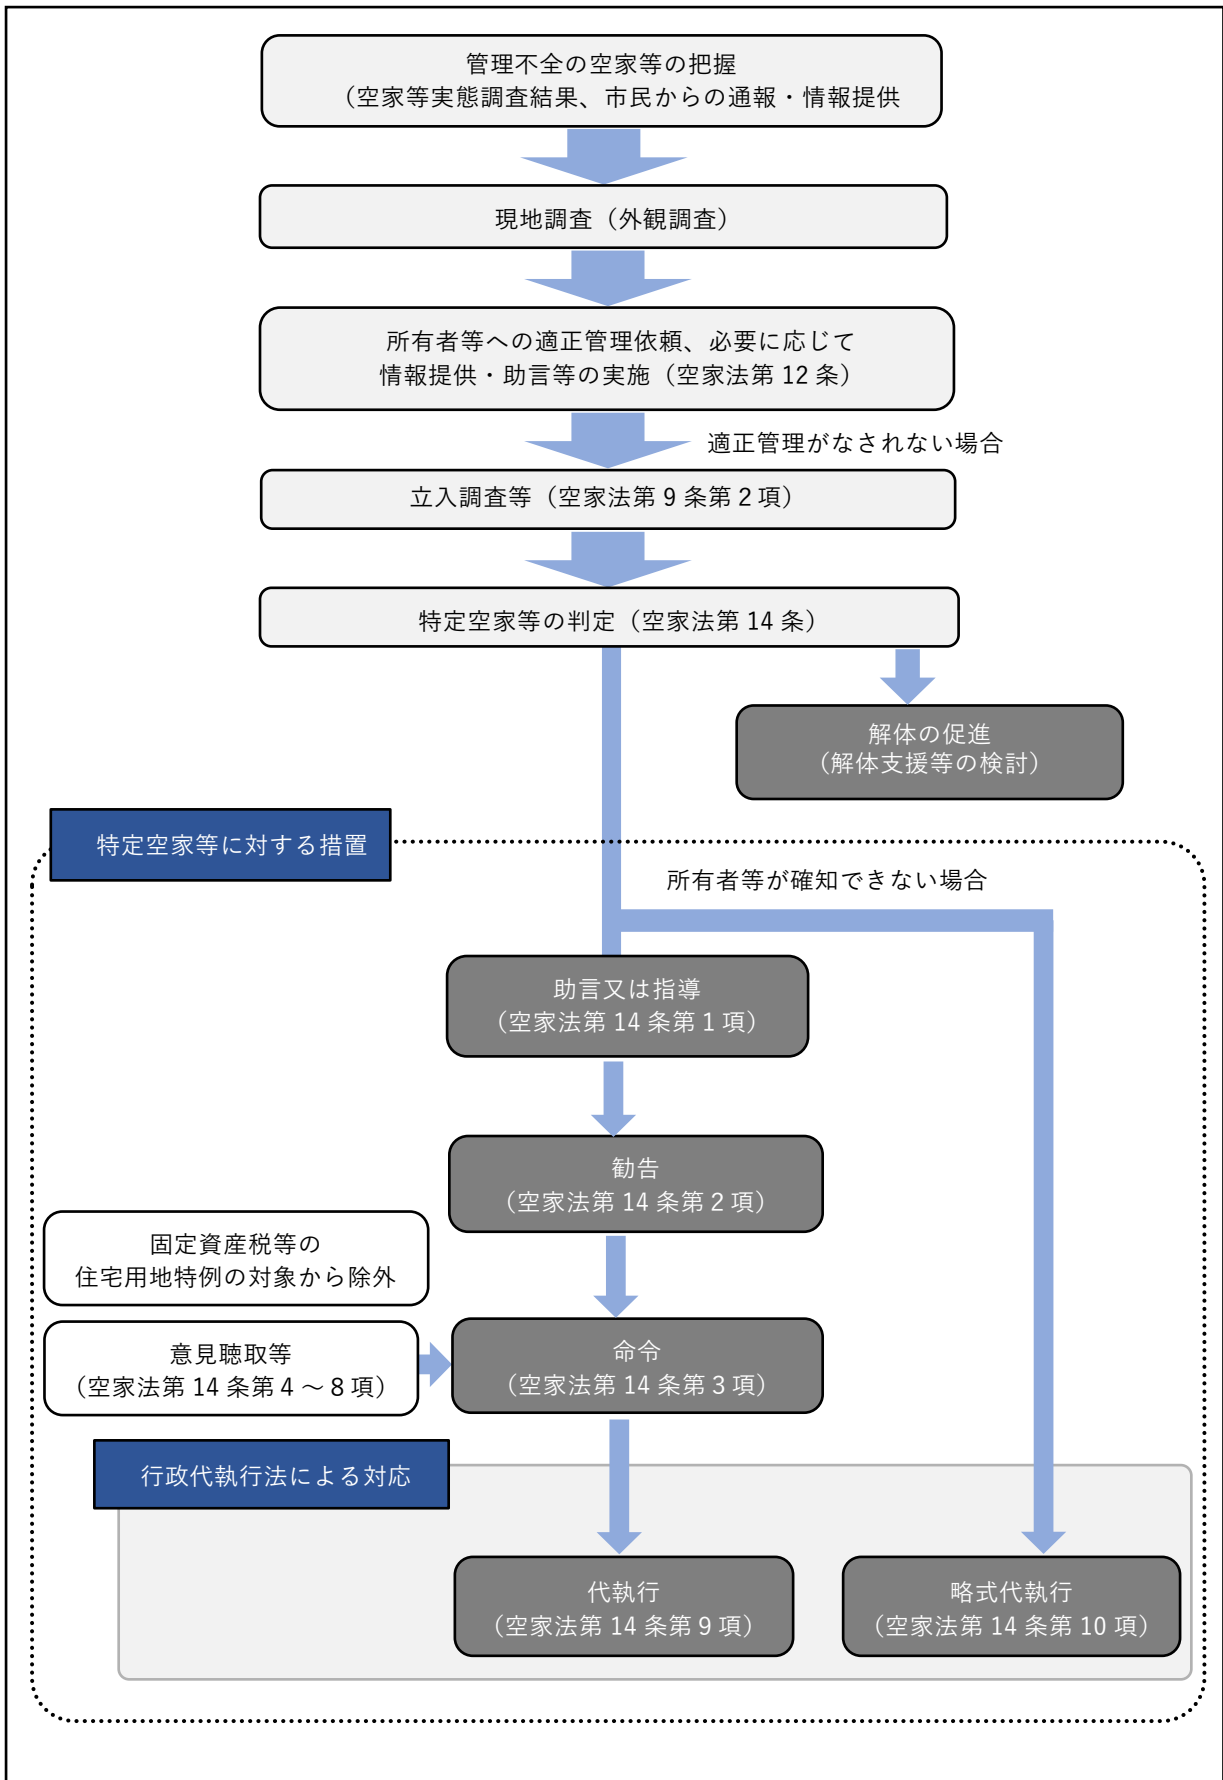 管理不全の空家等の把握
（空家等実態調査結果、市民からの通報・情報提供
現地調査（外観調査）
所有者等への適正管理依頼、必要に応じて
情報提供・助言等の実施（空家法第 12 条）
適正管理がなされない場合
立入調査等（空家法第 9 条第 2 項）
特定空家等の判定（空家法第 14 条）
解体の促進
（解体支援等の検討）
特定空家等に対する措置
所有者等が確知できない場合
助言又は指導
（空家法第 14 条第 1 項）
勧告
（空家法第 14 条第 2 項）
固定資産税等の
住宅用地特例の対象から除外
意見聴取等
（空家法第 14 条第 4 ～ 8 項）
命令
（空家法第 14 条第 3 項）
行政代執行法による対応
代執行
（空家法第 14 条第 9 項）
略式代執行
（空家法第 14 条第 10 項）